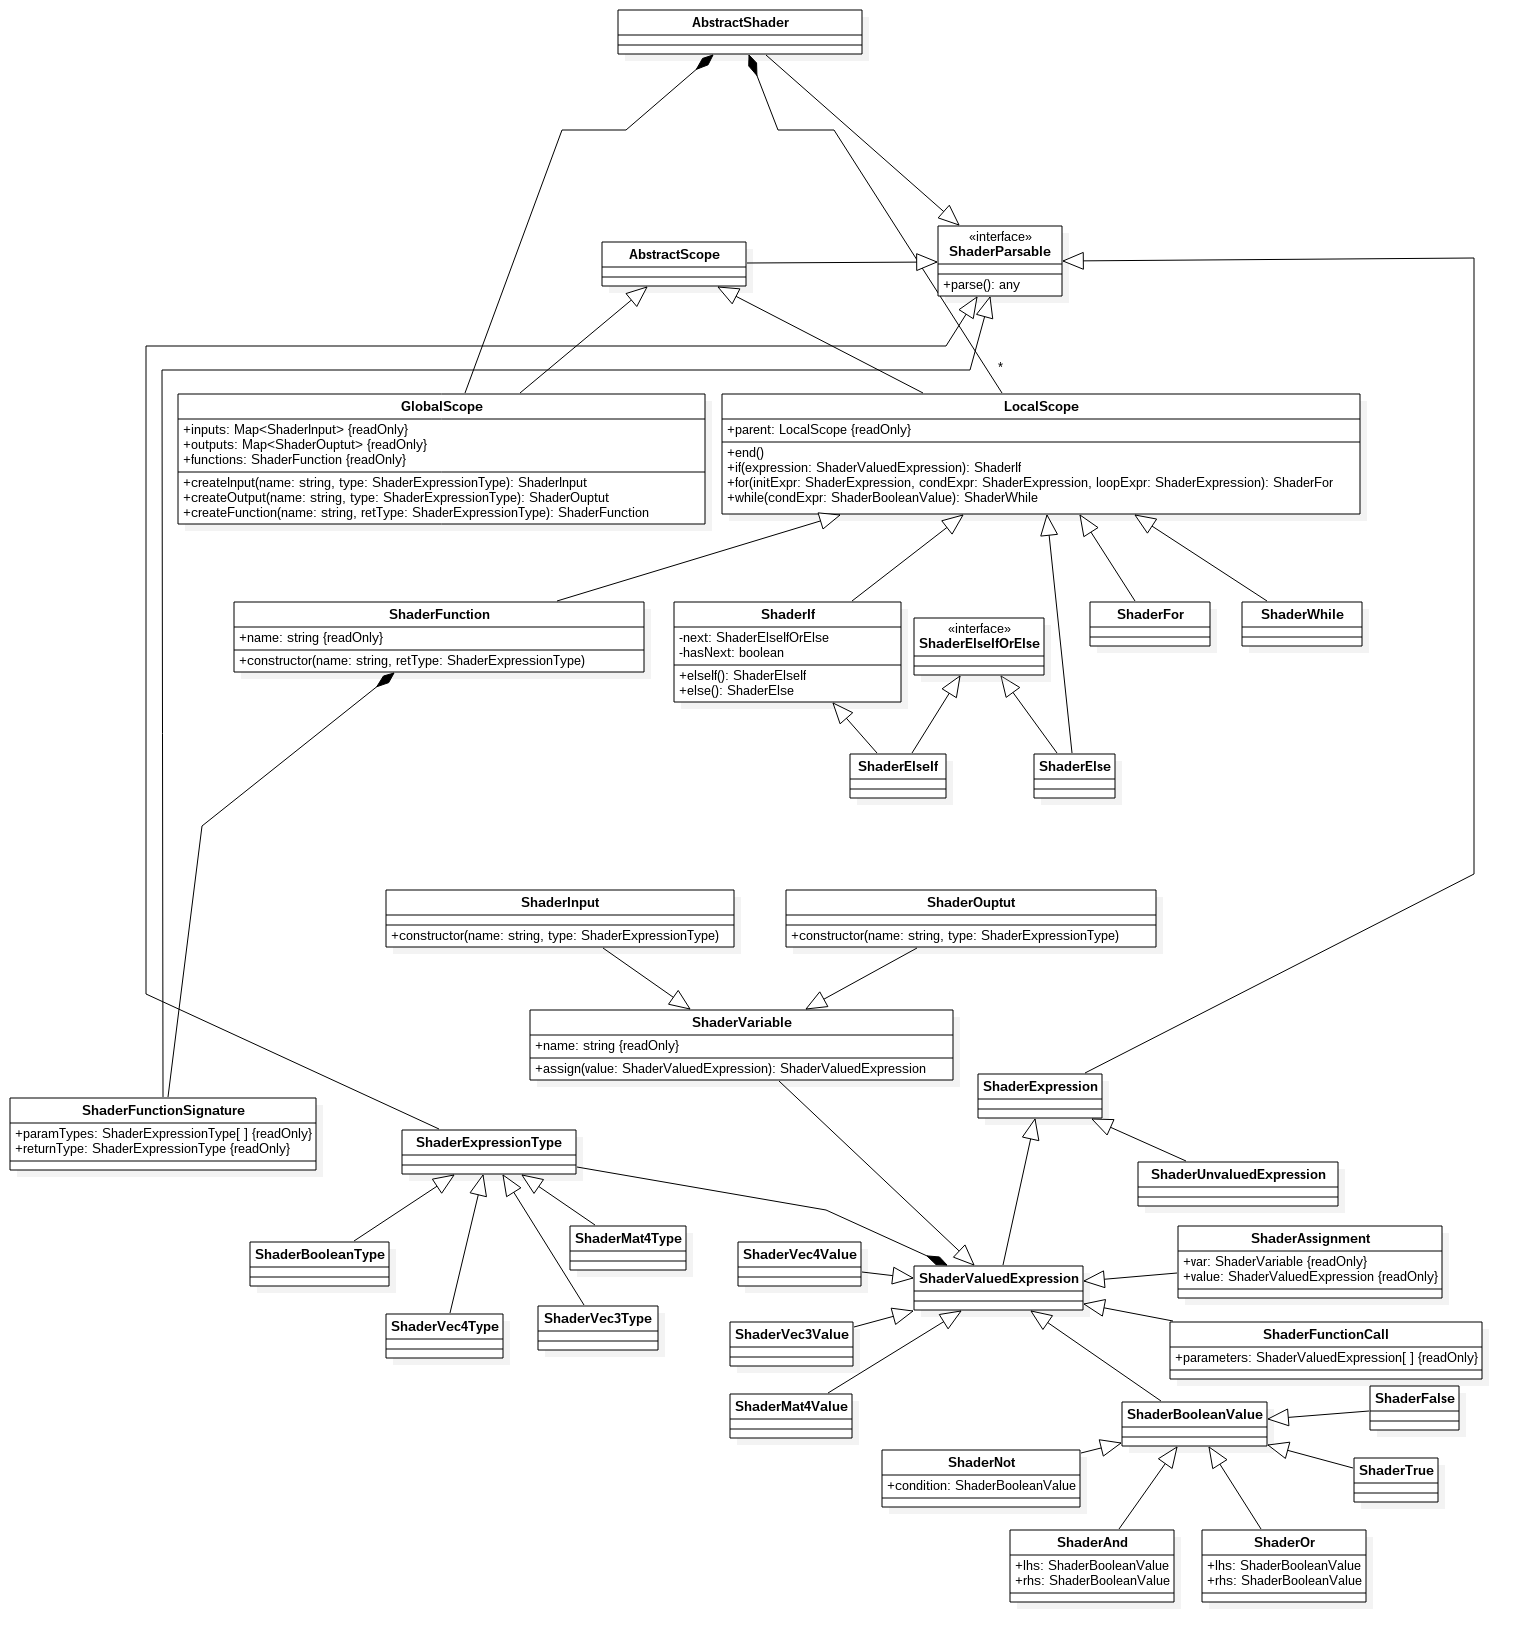 AbstractShader
«interface»
ShaderParsable
+parse(): any
AbstractScope
*
GlobalScope
+inputs: Map<ShaderInput> {readOnly}
+outputs: Map<ShaderOuptut> {readOnly}
+functions: ShaderFunction {readOnly}
+createInput(name: string, type: ShaderExpressionType): ShaderInput
+createOutput(name: string, type: ShaderExpressionType): ShaderOuptut
+createFunction(name: string, retType: ShaderExpressionType): ShaderFunction
LocalScope
+parent: LocalScope {readOnly}
+end()
+if(expression: ShaderValuedExpression): ShaderIf
+for(initExpr: ShaderExpression, condExpr: ShaderExpression, loopExpr: ShaderExpression): ShaderFor
+while(condExpr: ShaderBooleanValue): ShaderWhile
ShaderFunction
+name: string {readOnly}
+constructor(name: string, retType: ShaderExpressionType)
ShaderIf
-next: ShaderElseIfOrElse
-hasNext: boolean
+elseIf(): ShaderElseIf
+else(): ShaderElse
«interface»
ShaderElseIfOrElse
ShaderFor
ShaderWhile
ShaderElseIf
ShaderElse
ShaderInput
+constructor(name: string, type: ShaderExpressionType)
ShaderOuptut
+constructor(name: string, type: ShaderExpressionType)
ShaderVariable
+name: string {readOnly}
+assign(value: ShaderValuedExpression): ShaderValuedExpression
ShaderExpression
ShaderFunctionSignature
+paramTypes: ShaderExpressionType[ ] {readOnly}
+returnType: ShaderExpressionType {readOnly}
ShaderExpressionType
ShaderUnvaluedExpression
ShaderBooleanType
ShaderMat4Type
ShaderVec4Type
ShaderVec3Type
ShaderVec4Value
ShaderValuedExpression
ShaderAssignment
+var: ShaderVariable {readOnly}
+value: ShaderValuedExpression {readOnly}
ShaderVec3Value
ShaderFunctionCall
+parameters: ShaderValuedExpression[ ] {readOnly}
ShaderMat4Value
ShaderBooleanValue
ShaderFalse
ShaderNot
+condition: ShaderBooleanValue
ShaderTrue
ShaderAnd
+lhs: ShaderBooleanValue
+rhs: ShaderBooleanValue
ShaderOr
+lhs: ShaderBooleanValue
+rhs: ShaderBooleanValue